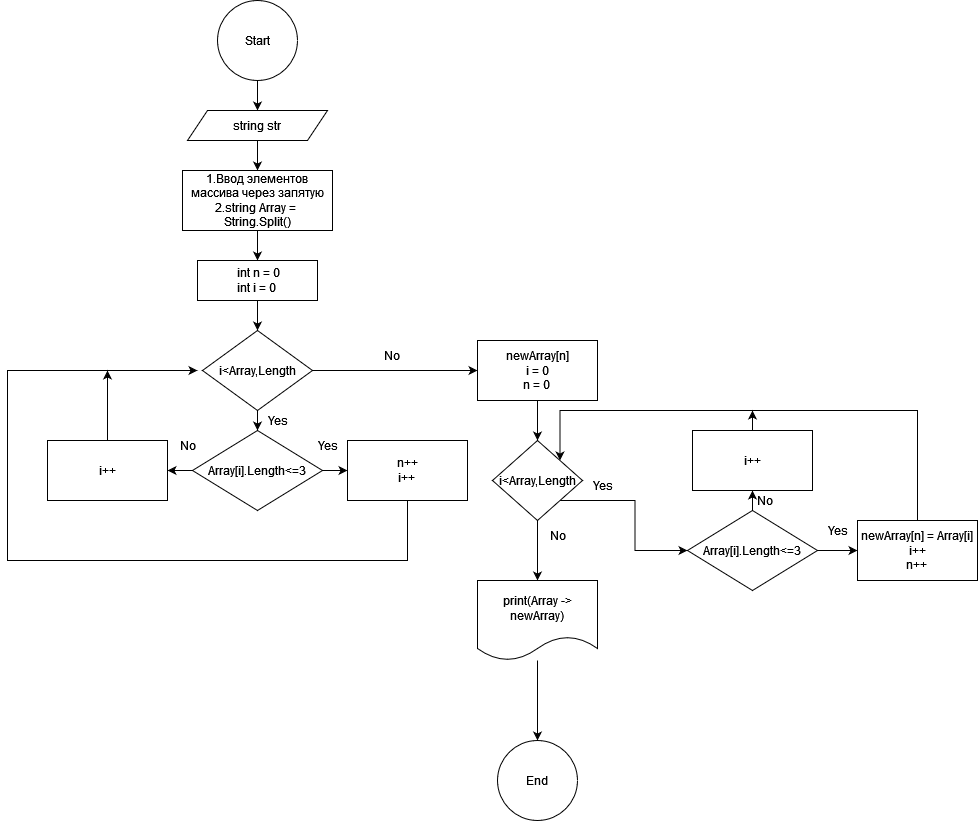 Start
string str
1.Ввод элементов
массива через запятую
2.string Array =
String.Split()
int n = 0
int i = 0
i<Array,Length
No
Yes
Array[i].Length<=3
No
i++
Yes
n++
i++
newArray[n]
i = 0
n = 0
i<Array,Length
Yes
No
Array[i].Length<=3
No
i++
Yes
newArray[n] = Array[i]
i++
n++
print(Array ->
newArray)
End